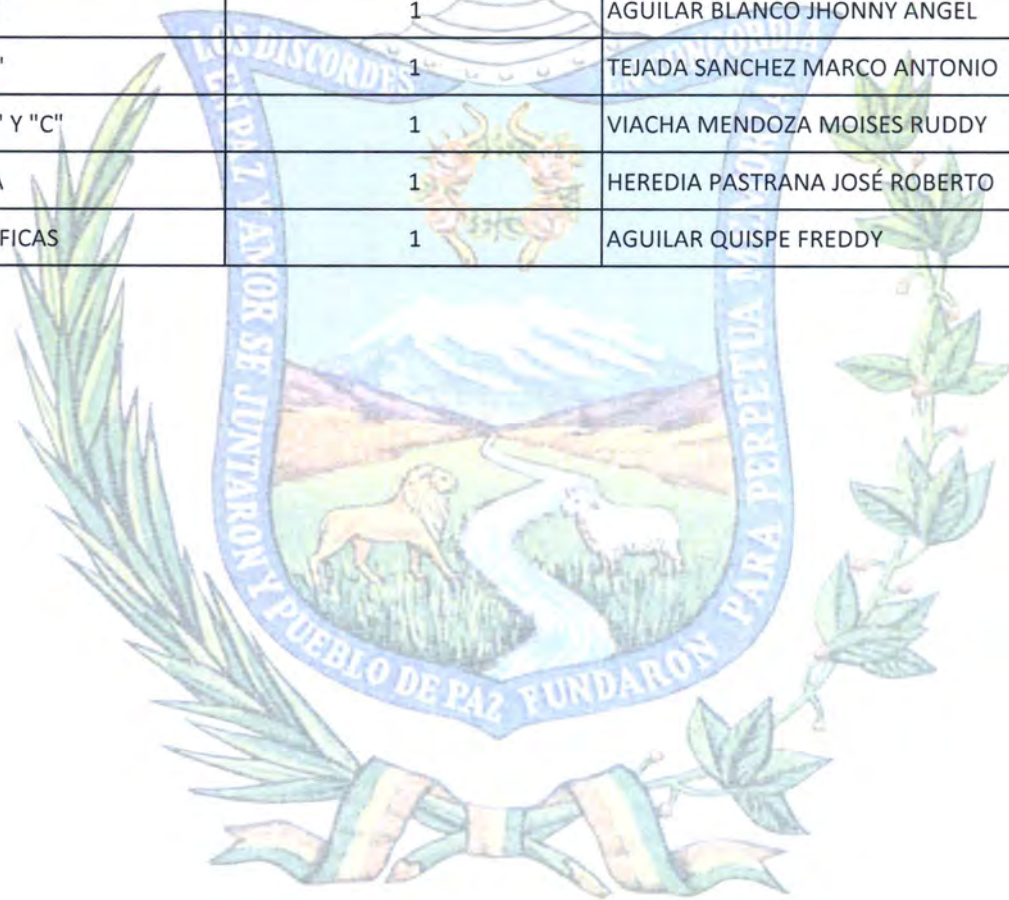 1 AGUILAR BLANCO JHONNY ANGEL
" 1 TEJADA SANCHEZ MARCO ANTONIO
" Y "C" 1 VIACHA MENDOZA MOISES RUDDY
A 1 HEREDIA PASTRANA JOSÉ ROBERTO
FICAS 1 AGUILAR QUISPE FREDDY
LOS DISCORDES EN CONCORDIA
EN PAZ Y AMOR SE JUNTARON Y PUEBLO DE PAZ FUNDARON PARA PERPETUA MEMORIA